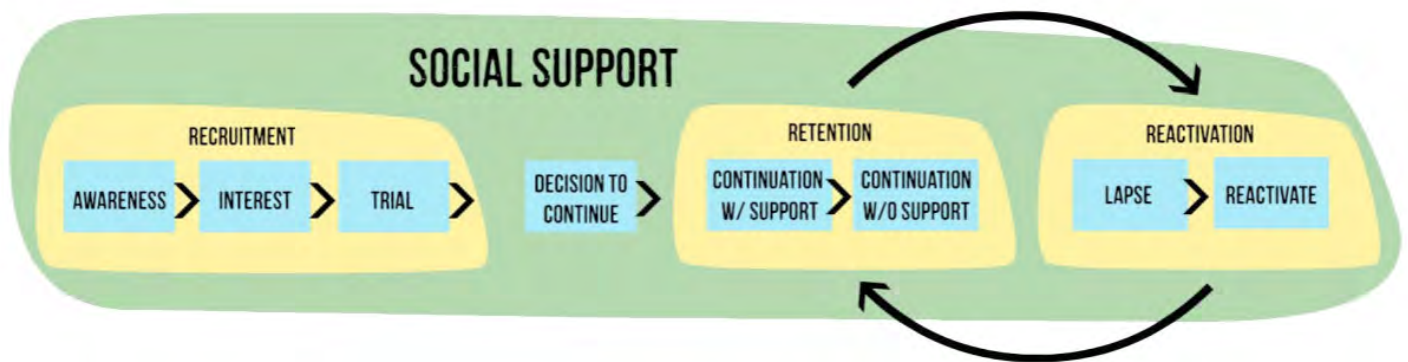 SOCIAL SUPPORT
RECRUITMENT
AWARENESS
INTEREST
TRIAL
DECISION TO
CONTINUE
RETENTION
CONTINUATION
W/ SUPPORT
CONTINUATION
W/O SUPPORT
REACTIVATION
LAPSE
REACTIVATE